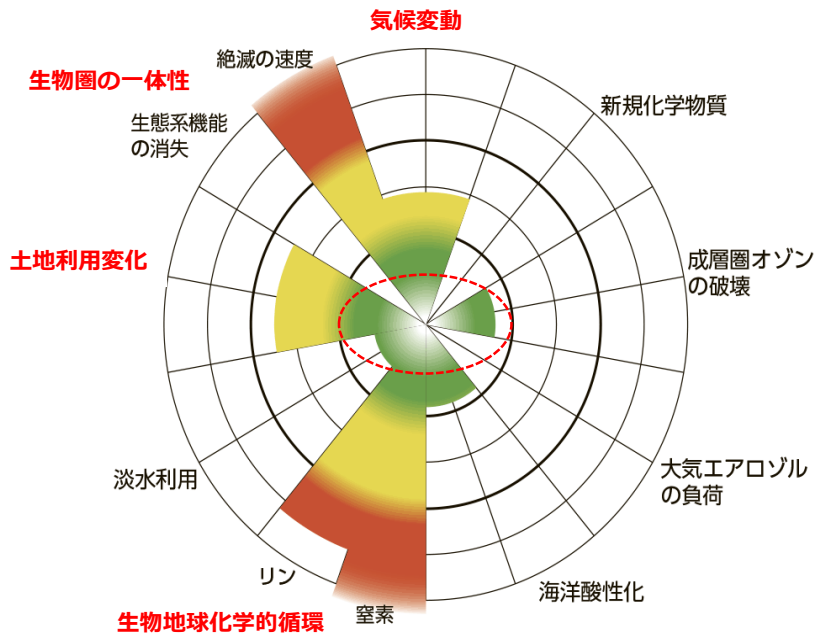 気候変動
絶滅の速度
生物圏の一体性
新規化学物質
生態系機能
の消失
土地利用変化
成層圏オゾン
の破壊
淡水利用
大気エアロゾル
の負荷
リン
海洋酸性化
窒素
生物地球化学的循環